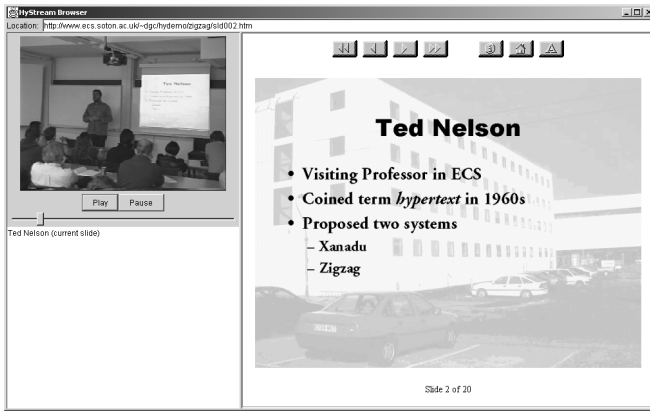 HyStream Browser
Location: http://www.ecs.soton.ac.uk/~dgc/hydemo/zigzag/sld002.htm
Ted Nelson
Play Pause
Ted Nelson (current slide)
A
Ted Nelson
• Visiting Professor in ECS
• Coined term hypertext in 1960s
• Proposed two systems
– Xanadu
– Zigzag
Slide 2 of 20